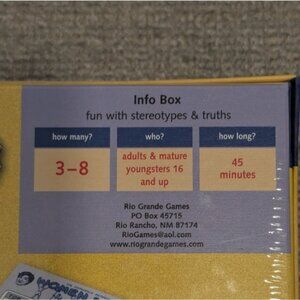 Info Box
fun with stereotypes & truths
how many?
3–8
who?
adults & mature
youngsters 16
and up
how long?
45
minutes
Rio Grande Games
PO Box 45715
Rio Rancho, NM 87174
RioGames@aol.com
www.riograndegames.com
WOMEN